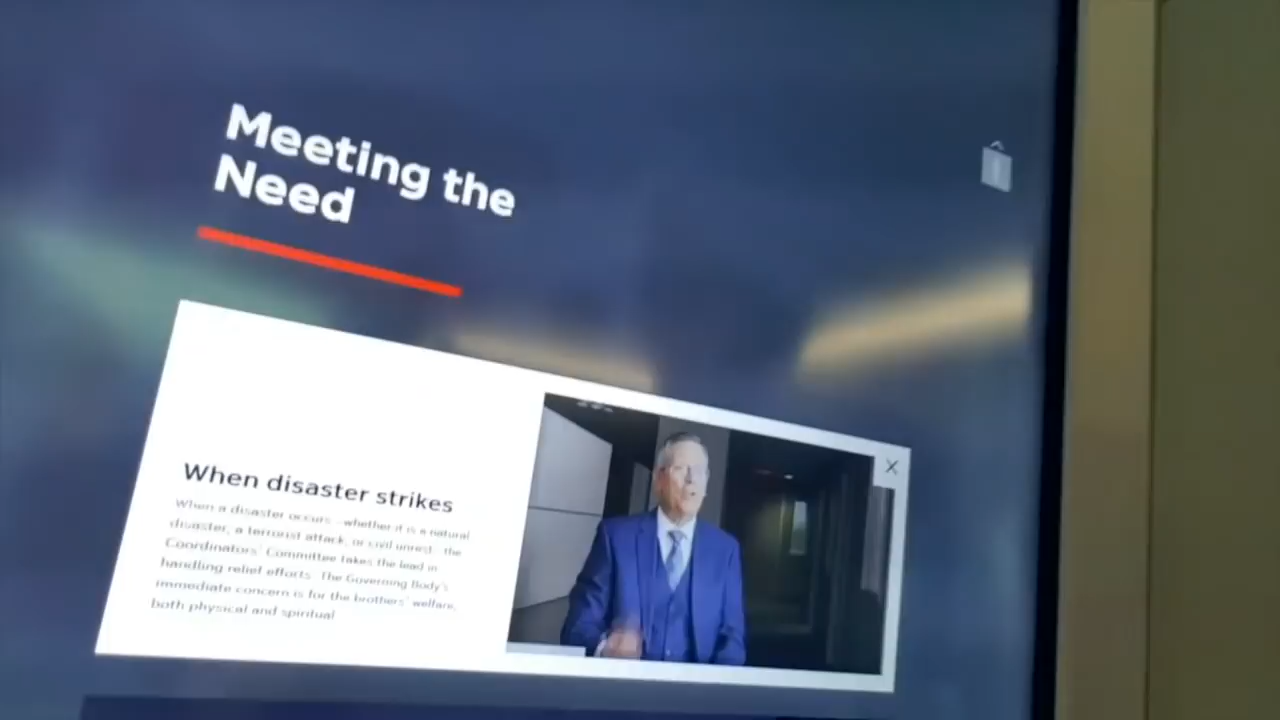 Meeting the
Need
When disaster strikes
When a disaster occurs—whether it is a natural
disaster, a terrorist attack, or civil unrest—the
Coordinators' Committee takes the lead in
handling relief efforts. The Governing Body's
immediate concern is for the brothers' welfare,
both physical and spiritual.